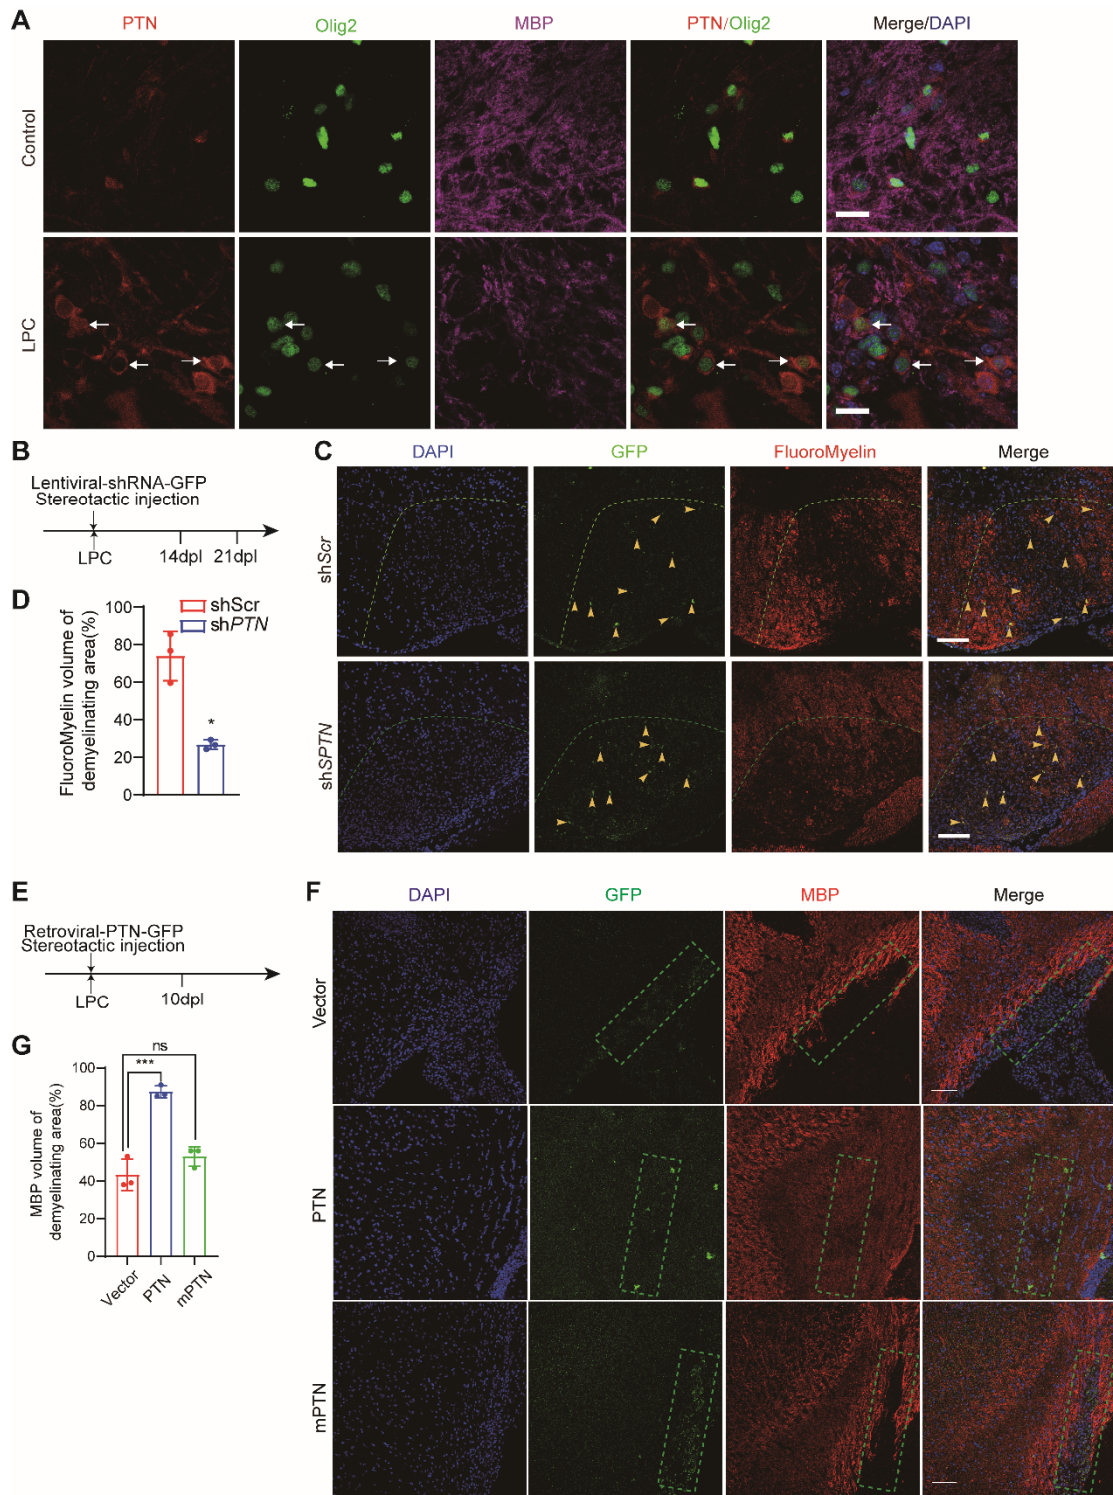 A
PTN
Olig2
MBP
PTN/Olig2
Merge/DAPI
Control
LPC
B
Lentiviral-shRNA-GFP
Stereotactic injection
LPC
14dpl
21dpl
C
DAPI
GFP
FluoroMyelin
Merge
shScr
shSPTN
D
FluoroMyelin volume of
demyelinating area(%)
100
80
60
40
20
0
shScr
shPTN
*
E
Retroviral-PTN-GFP
Stereotactic injection
LPC
10dpl
F
DAPI
GFP
MBP
Merge
Vector
PTN
mPTN
G
MBP volume of
demyelinating area(%)
100
80
60
40
20
0
ns
***
Vector
PTN
mPTN